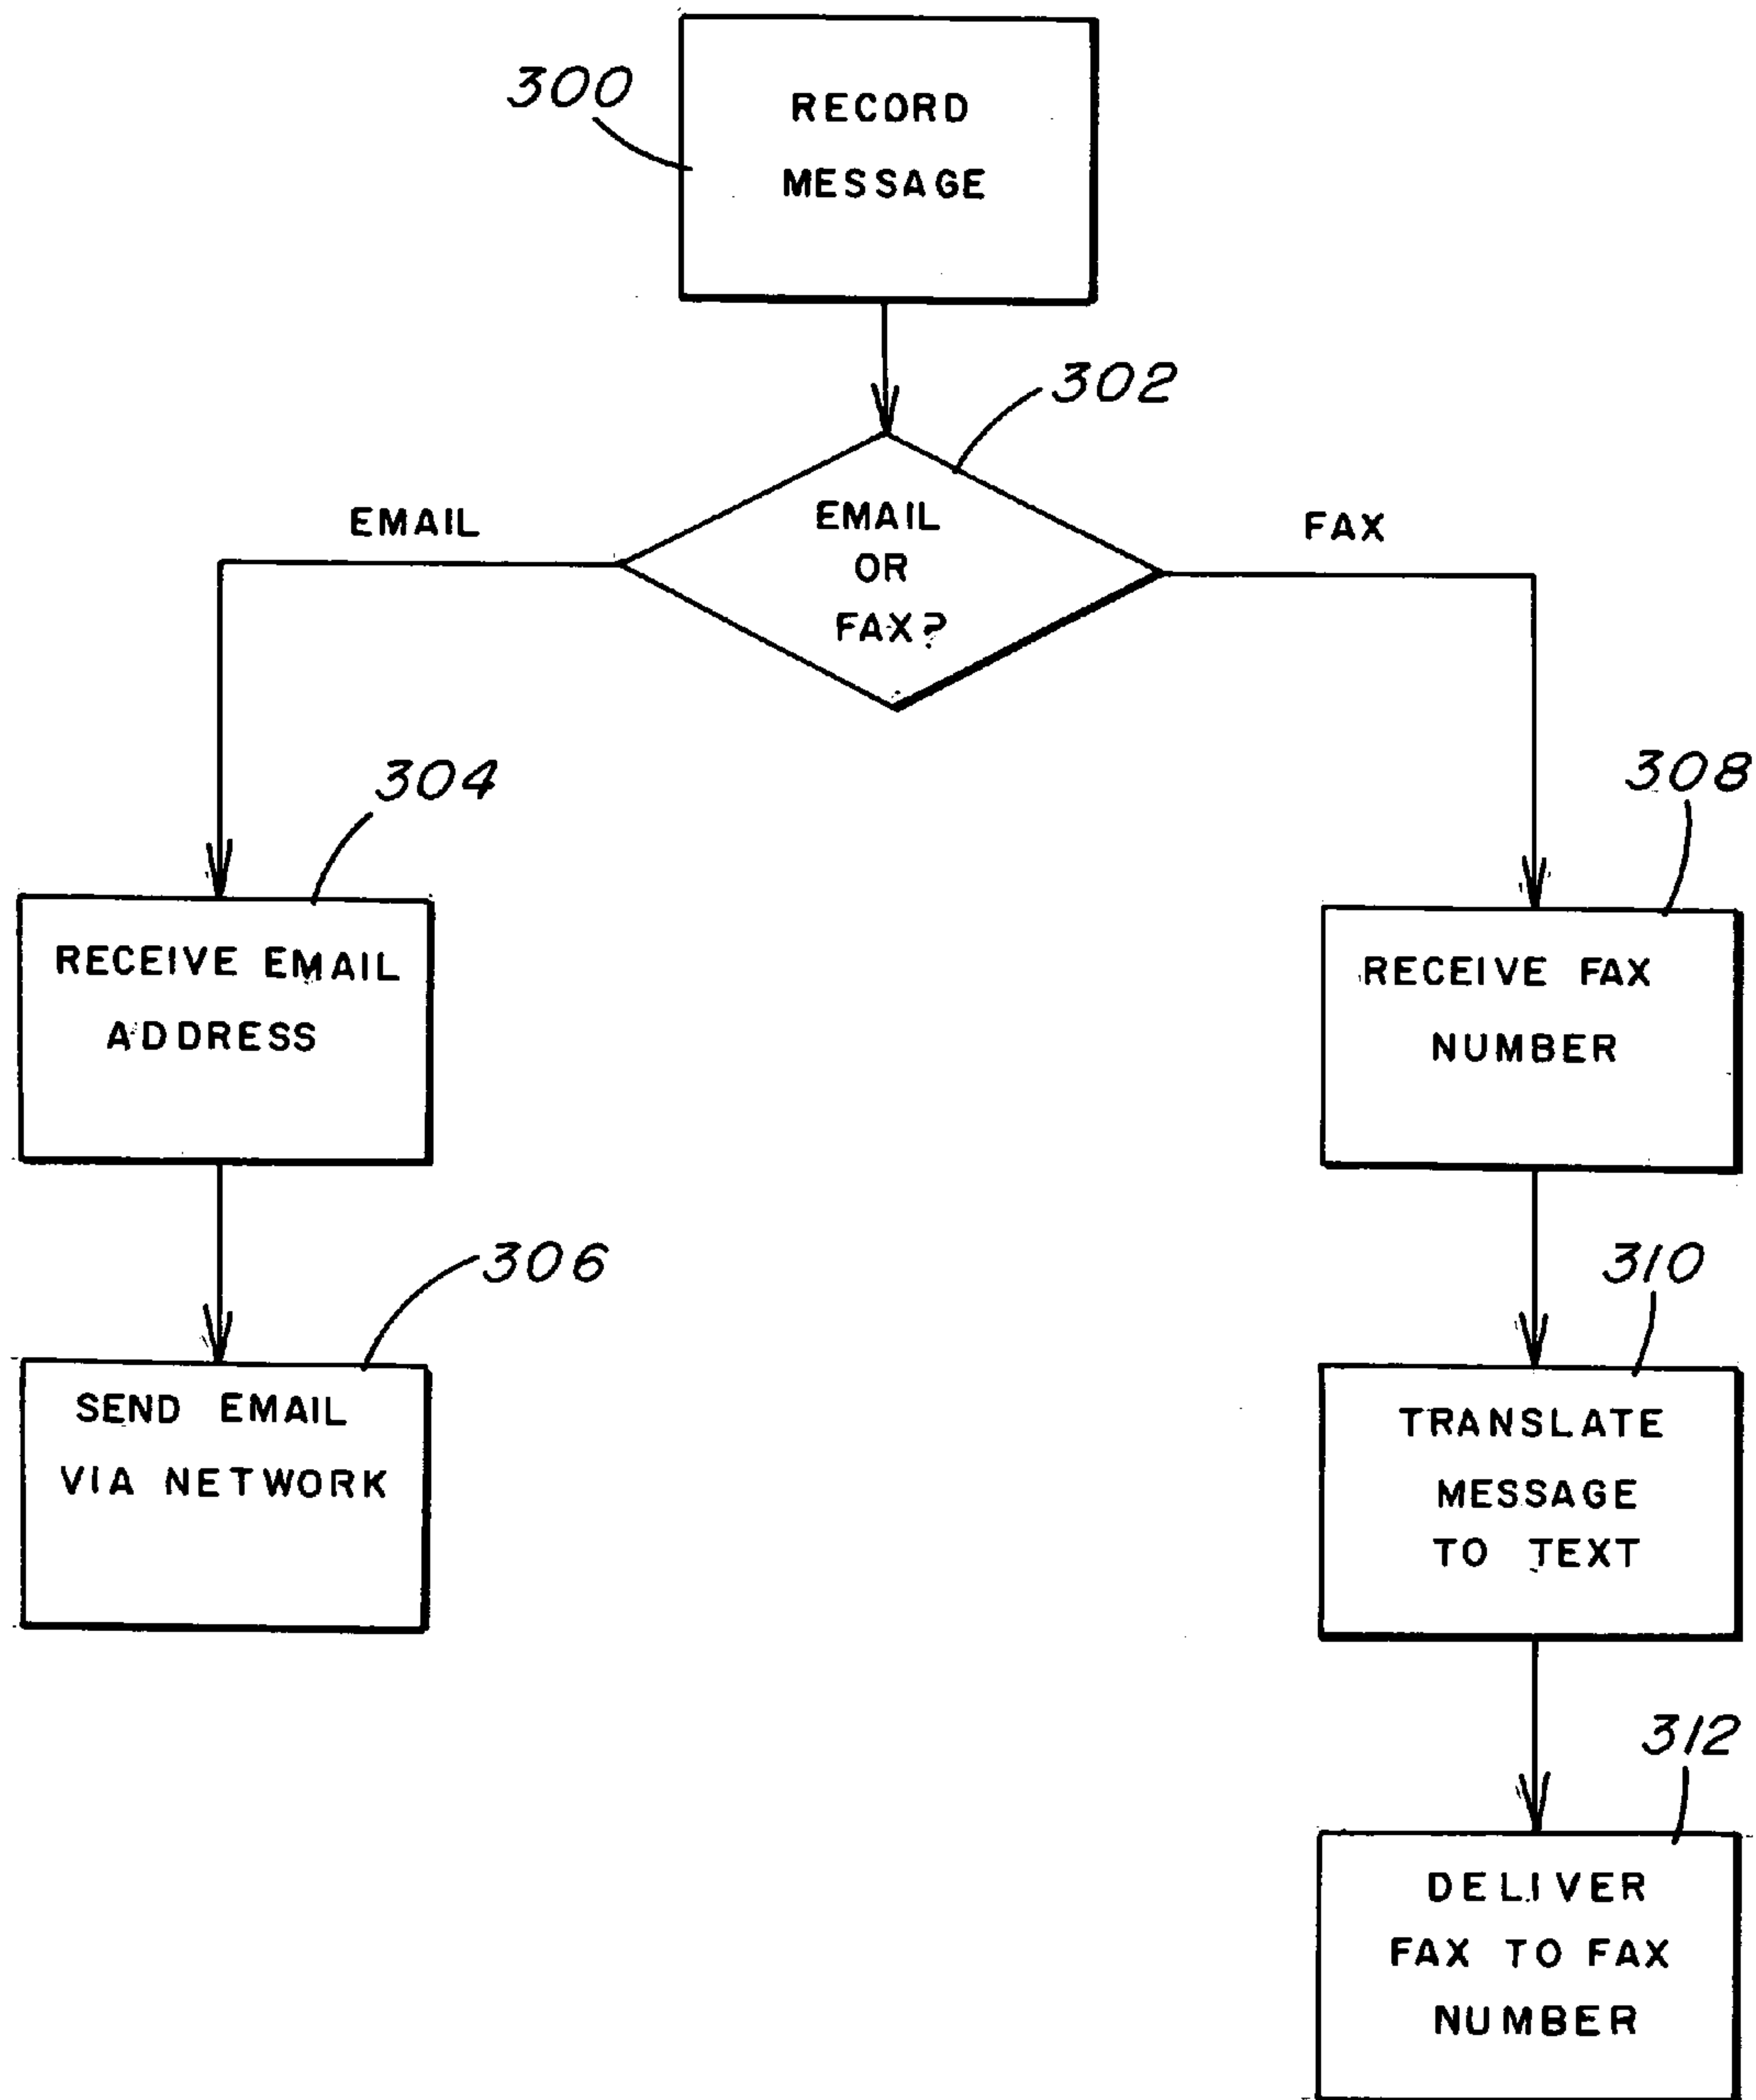 300
RECORD
MESSAGE
302
EMAIL
EMAIL
OR
FAX?
FAX
304
RECEIVE EMAIL
ADDRESS
306
SEND EMAIL
VIA NETWORK
308
RECEIVE FAX
NUMBER
310
TRANSLATE
MESSAGE
TO TEXT
312
DELIVER
FAX TO FAX
NUMBER